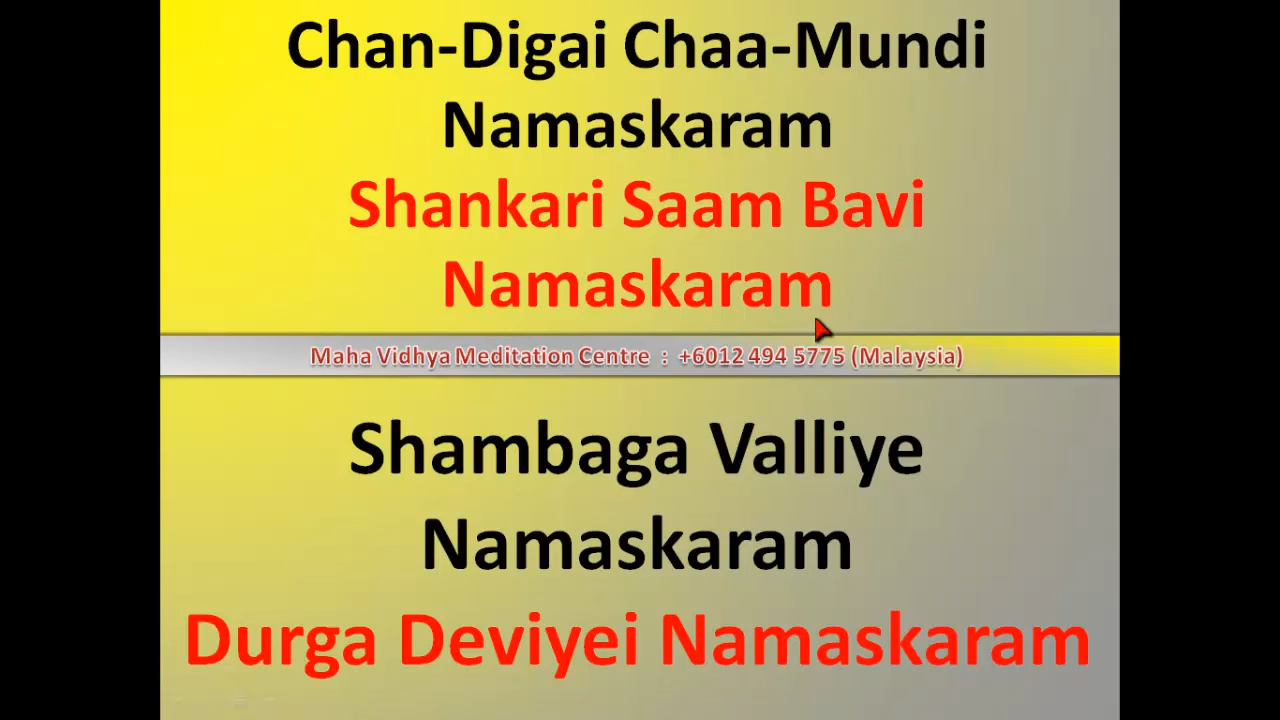 Chan-Digai Chaa-Mundi
Namaskaram
Shankari Saam Bavi
Namaskaram
Maha Vidhya Meditation Centre : +6012 494 5775 (Malaysia)
Shambaga Valliye
Namaskaram
Durga Deviyei Namaskaram